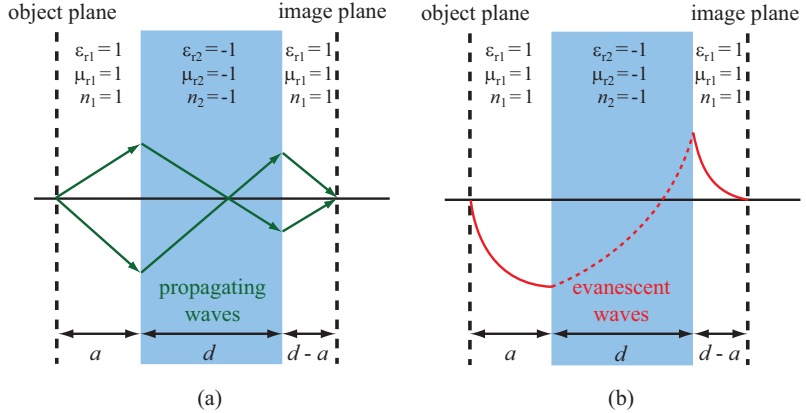 object plane
image plane
εr1=1
μr1=1
n1=1
εr2=-1
μr2=-1
n2=-1
εr1=1
μr1=1
n1=1
propagating
waves
a
d
d - a
(a)
object plane
image plane
εr1=1
μr1=1
n1=1
εr2=-1
μr2=-1
n2=-1
εr1=1
μr1=1
n1=1
evanescent
waves
a
d
d - a
(b)